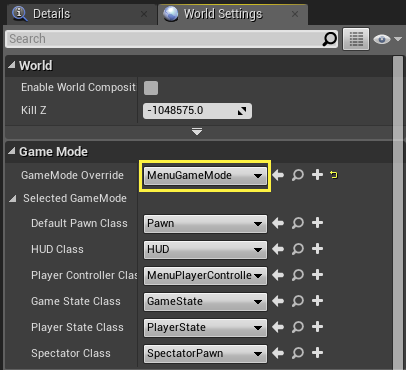 Details
World Settings
Search
World
Enable World Composit
Kill Z
-1048575.0
Game Mode
GameMode Override
MenuGameMode
Selected GameMode
Default Pawn Class
Pawn
HUD Class
HUD
Player Controller Clas
MenuPlayerControlle
Game State Class
GameState
Player State Class
PlayerState
Spectator Class
SpectatorPawn